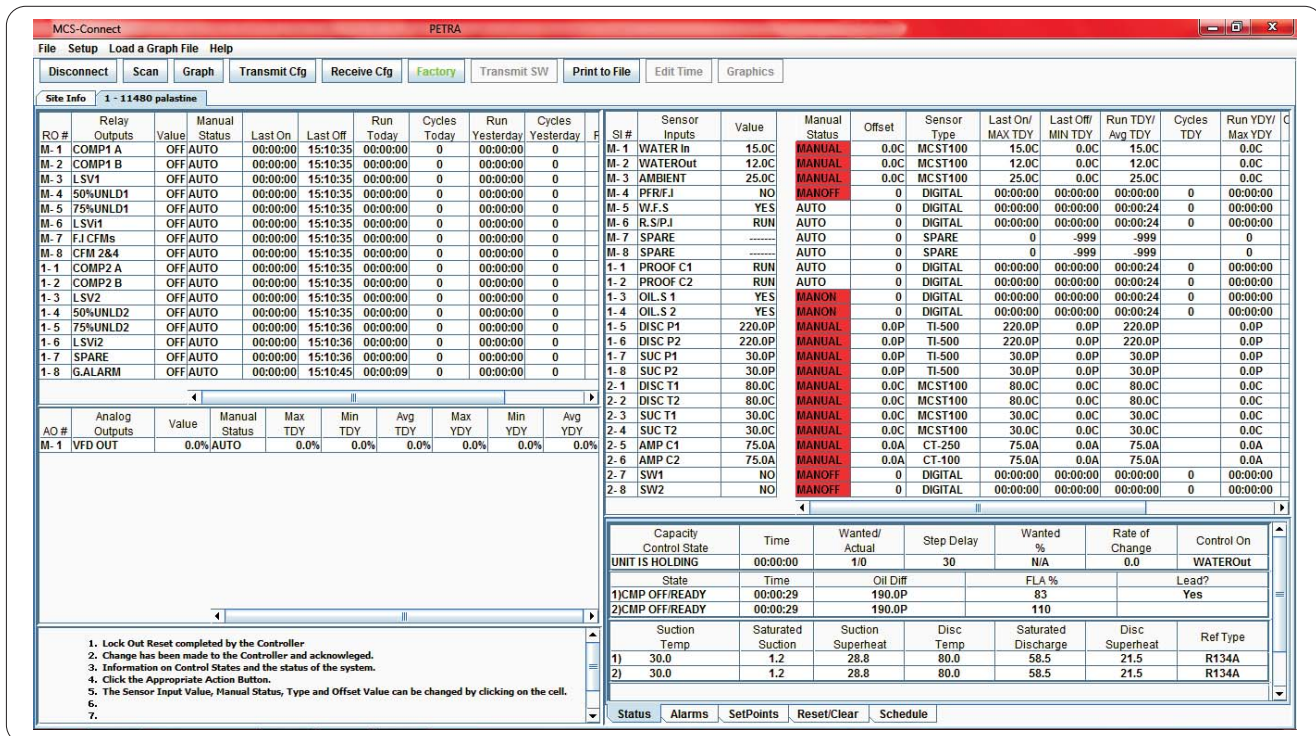 MCS-Connect PETRA
File Setup Load a Graph File Help
Disconnect Scan Graph Transmit Cfg Receive Cfg Factory Transmit SW Print to File Edit Time Graphics
Site Info 1 - 11480 palastine
RO # Relay Outputs Value Manual Status Last On Last Off Run Today Cycles Today Run Yesterday Cycles Yesterday
M- 1 COMP1 A OFF AUTO 00:00:00 15:10:35 00:00:00 0 00:00:00 0
M- 2 COMP1 B OFF AUTO 00:00:00 15:10:35 00:00:00 0 00:00:00 0
M- 3 LSV1 OFF AUTO 00:00:00 15:10:35 00:00:00 0 00:00:00 0
M- 4 50%UNLD1 OFF AUTO 00:00:00 15:10:35 00:00:00 0 00:00:00 0
M- 5 75%UNLD1 OFF AUTO 00:00:00 15:10:35 00:00:00 0 00:00:00 0
M- 6 LSVi1 OFF AUTO 00:00:00 15:10:35 00:00:00 0 00:00:00 0
M- 7 F.I CFMs OFF AUTO 00:00:00 15:10:35 00:00:00 0 00:00:00 0
M- 8 CFM 2&4 OFF AUTO 00:00:00 15:10:35 00:00:00 0 00:00:00 0
1- 1 COMP2 A OFF AUTO 00:00:00 15:10:35 00:00:00 0 00:00:00 0
1- 2 COMP2 B OFF AUTO 00:00:00 15:10:35 00:00:00 0 00:00:00 0
1- 3 LSV2 OFF AUTO 00:00:00 15:10:35 00:00:00 0 00:00:00 0
1- 4 50%UNLD2 OFF AUTO 00:00:00 15:10:35 00:00:00 0 00:00:00 0
1- 5 75%UNLD2 OFF AUTO 00:00:00 15:10:36 00:00:00 0 00:00:00 0
1- 6 LSVi2 OFF AUTO 00:00:00 15:10:36 00:00:00 0 00:00:00 0
1- 7 SPARE OFF AUTO 00:00:00 15:10:36 00:00:00 0 00:00:00 0
1- 8 G.ALARM OFF AUTO 00:00:00 15:10:45 00:00:09 0 00:00:00 0
AO # Analog Outputs Value Manual Status Max TDY Min TDY Avg TDY Max YDY Min YDY Avg YDY
M- 1 VFD OUT 0.0% AUTO 0.0% 0.0% 0.0% 0.0% 0.0% 0.0%
1. Lock Out Reset completed by the Controller
2. Change has been made to the Controller and acknowleged.
3. Information on Control States and the status of the system.
4. Click the Appropriate Action Button.
5. The Sensor Input Value, Manual Status, Type and Offset Value can be changed by clicking on the cell.
6.
7.
SI # Sensor Inputs Value Manual Status Offset Sensor Type Last On/ MAX TDY Last Off/ MIN TDY Run TDY/ Avg TDY Cycles TDY Run YDY/ Max YDY
M- 1 WATER In 15.0C MANUAL 0.0C MCST100 15.0C 0.0C 15.0C 0.0C
M- 2 WATEROut 12.0C MANUAL 0.0C MCST100 12.0C 0.0C 12.0C 0.0C
M- 3 AMBIENT 25.0C MANUAL 0.0C MCST100 25.0C 0.0C 25.0C 0.0C
M- 4 PFR/F.I NO MANOFF 0 DIGITAL 00:00:00 00:00:00 00:00:00 0 00:00:00
M- 5 W.F.S YES AUTO 0 DIGITAL 00:00:00 00:00:00 00:00:24 0 00:00:00
M- 6 R.S/P.I RUN AUTO 0 DIGITAL 00:00:00 00:00:00 00:00:24 0 00:00:00
M- 7 SPARE ------- AUTO 0 SPARE 0 -999 -999 0
M- 8 SPARE ------- AUTO 0 SPARE 0 -999 -999 0
1- 1 PROOF C1 RUN AUTO 0 DIGITAL 00:00:00 00:00:00 00:00:24 0 00:00:00
1- 2 PROOF C2 RUN AUTO 0 DIGITAL 00:00:00 00:00:00 00:00:24 0 00:00:00
1- 3 OIL.S 1 YES MANON 0 DIGITAL 00:00:00 00:00:00 00:00:24 0 00:00:00
1- 4 OIL.S 2 YES MANON 0 DIGITAL 00:00:00 00:00:00 00:00:24 0 00:00:00
1- 5 DISC P1 220.0P MANUAL 0.0P TI-500 220.0P 0.0P 220.0P 0.0P
1- 6 DISC P2 220.0P MANUAL 0.0P TI-500 220.0P 0.0P 220.0P 0.0P
1- 7 SUC P1 30.0P MANUAL 0.0P TI-500 30.0P 0.0P 30.0P 0.0P
1- 8 SUC P2 30.0P MANUAL 0.0P TI-500 30.0P 0.0P 30.0P 0.0P
2- 1 DISC T1 80.0C MANUAL 0.0C MCST100 80.0C 0.0C 80.0C 0.0C
2- 2 DISC T2 80.0C MANUAL 0.0C MCST100 80.0C 0.0C 80.0C 0.0C
2- 3 SUC T1 30.0C MANUAL 0.0C MCST100 30.0C 0.0C 30.0C 0.0C
2- 4 SUC T2 30.0C MANUAL 0.0C MCST100 30.0C 0.0C 30.0C 0.0C
2- 5 AMP C1 75.0A MANUAL 0.0A CT-250 75.0A 0.0A 75.0A 0.0A
2- 6 AMP C2 75.0A MANUAL 0.0A CT-100 75.0A 0.0A 75.0A 0.0A
2- 7 SW1 NO MANOFF 0 DIGITAL 00:00:00 00:00:00 00:00:00 0 00:00:00
2- 8 SW2 NO MANOFF 0 DIGITAL 00:00:00 00:00:00 00:00:00 0 00:00:00
Capacity Control State Time Wanted/ Actual Step Delay Wanted % Rate of Change Control On
UNIT IS HOLDING 00:00:00 1/0 30 N/A 0.0 WATEROut
State Time Oil Diff FLA % Lead?
1)CMP OFF/READY 00:00:29 190.0P 83 Yes
2)CMP OFF/READY 00:00:29 190.0P 110
Suction Temp Saturated Suction Suction Superheat Disc Temp Saturated Discharge Disc Superheat Ref Type
1) 30.0 1.2 28.8 80.0 58.5 21.5 R134A
2) 30.0 1.2 28.8 80.0 58.5 21.5 R134A
Status Alarms SetPoints Reset/Clear Schedule